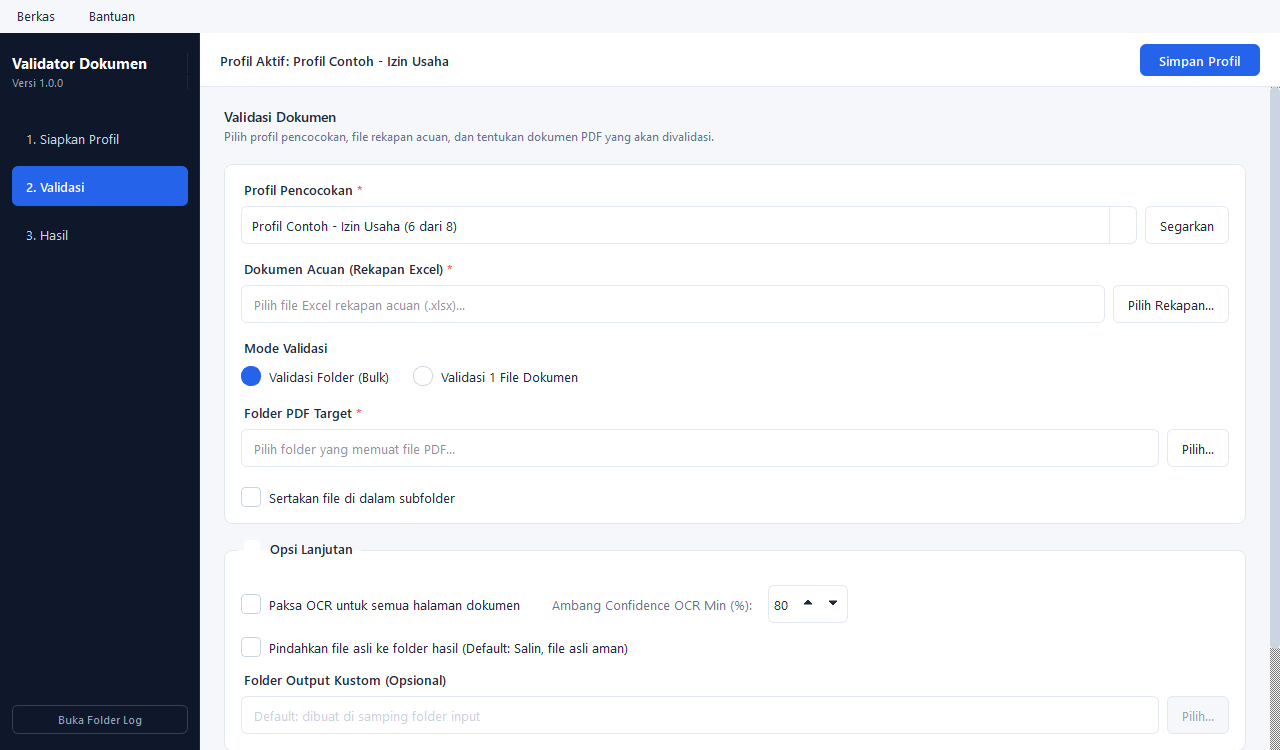 Berkas
Bantuan
Validator Dokumen
Versi 1.0.0
1. Siapkan Profil
2. Validasi
3. Hasil
Buka Folder Log
Profil Aktif: Profil Contoh - Izin Usaha
Simpan Profil
Validasi Dokumen
Pilih profil pencocokan, file rekapan acuan, dan tentukan dokumen PDF yang akan divalidasi.
Profil Pencocokan *
Profil Contoh - Izin Usaha (6 dari 8)
Segarkan
Dokumen Acuan (Rekapan Excel) *
Pilih file Excel rekapan acuan (.xlsx)...
Pilih Rekapan...
Mode Validasi
Validasi Folder (Bulk)
Validasi 1 File Dokumen
Folder PDF Target *
Pilih folder yang memuat file PDF...
Pilih...
Sertakan file di dalam subfolder
Opsi Lanjutan
Paksa OCR untuk semua halaman dokumen
Ambang Confidence OCR Min (%):
80
Pindahkan file asli ke folder hasil (Default: Salin, file asli aman)
Folder Output Kustom (Opsional)
Default: dibuat di samping folder input
Pilih...